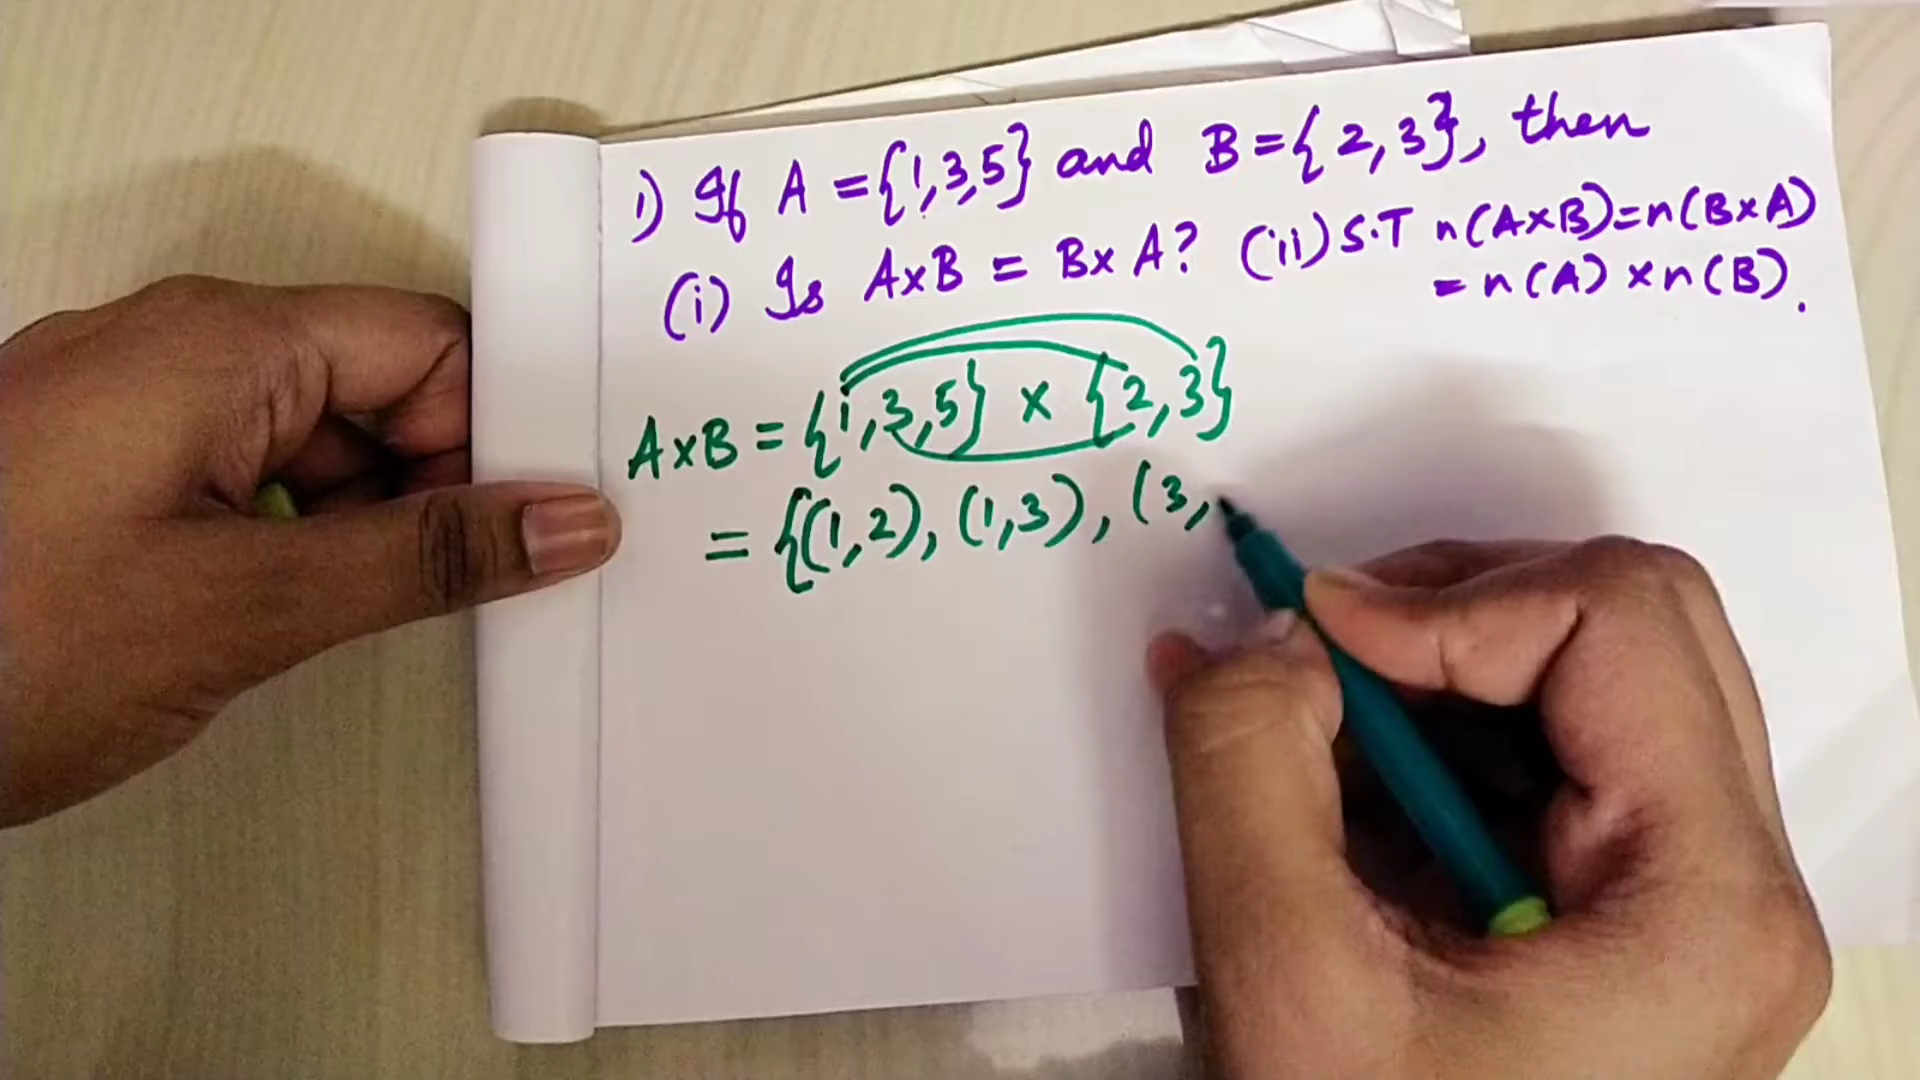 1) If A = {1,3,5} and B = {2,3}, then
(i) Is A×B = B×A? (ii) S.T n(A×B)=n(B×A)
= n(A) × n(B).
A×B = {1,3,5} × {2,3}
= {(1,2), (1,3), (3,